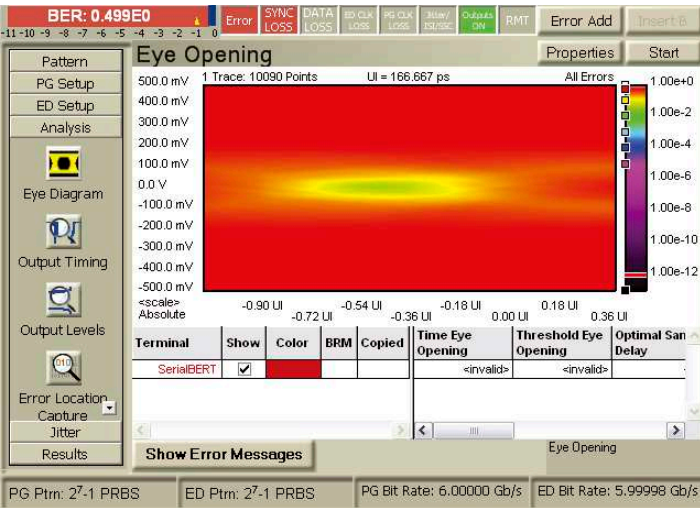 BER: 0.499E0
-11 -10 -9 -8 -7 -6 -5 -4 -3 -2 -1 0
Error
SYNC LOSS
DATA LOSS
ED CLK LOSS
PG CLK LOSS
Jitter/ ISI/SSC
Outputs ON
RMT
Error Add
Eye Opening
Properties
Start
Pattern
PG Setup
ED Setup
Analysis
Eye Diagram
Output Timing
Output Levels
Error Location
Capture
Jitter
Results
1 Trace: 10090 Points
UI = 166.667 ps
All Errors
500.0 mV
400.0 mV
300.0 mV
200.0 mV
100.0 mV
0.0 V
-100.0 mV
-200.0 mV
-300.0 mV
-400.0 mV
-500.0 mV
1.00e+0
1.00e-2
1.00e-4
1.00e-6
1.00e-8
1.00e-10
1.00e-12
<scale>
Absolute
-0.90 UI
-0.72 UI
-0.54 UI
-0.36 UI
-0.18 UI
0.00 UI
0.18 UI
0.36 UI
Terminal
Show
Color
BRM
Copied
Time Eye
Opening
Threshold Eye
Opening
Optimal San
Delay
SerialBERT
<invalid>
<invalid>
Show Error Messages
Eye Opening
PG Ptrn: 2⁷-1 PRBS
ED Ptrn: 2⁷-1 PRBS
PG Bit Rate: 6.00000 Gb/s
ED Bit Rate: 5.99998 Gb/s